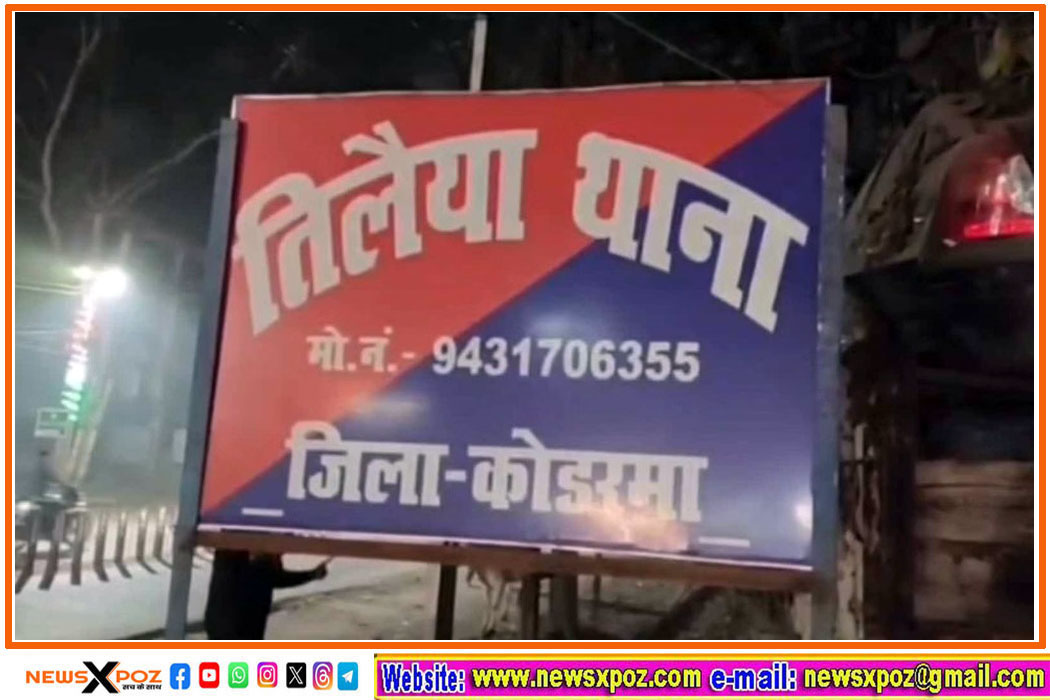 तिलैया थाना
मो.नं.- 9431706355
जिला-कोडरमा
NEWSXPOZ
सच के साथ
Website: www.newsxpoz.com e-mail: newsxpoz@gmail.com